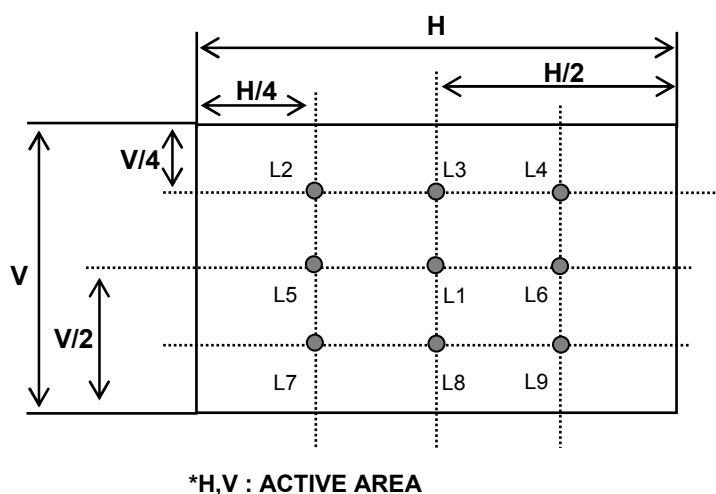 H
H/2
H/4
V/4
L2 L3 L4
V
L5 L1 L6
V/2
L7 L8 L9
*H,V : ACTIVE AREA